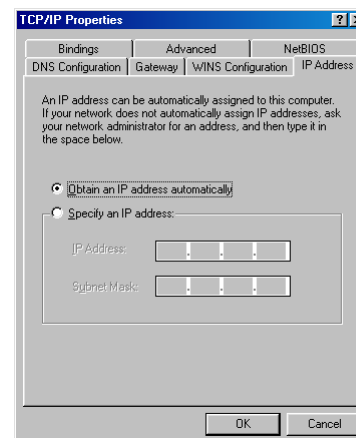 TCP/IP Properties
Bindings Advanced NetBIOS
DNS Configuration Gateway WINS Configuration IP Address
An IP address can be automatically assigned to this computer.
If your network does not automatically assign IP addresses, ask
your network administrator for an address, and then type it in
the space below.
Obtain an IP address automatically
Specify an IP address:
IP Address:
Subnet Mask:
OK Cancel